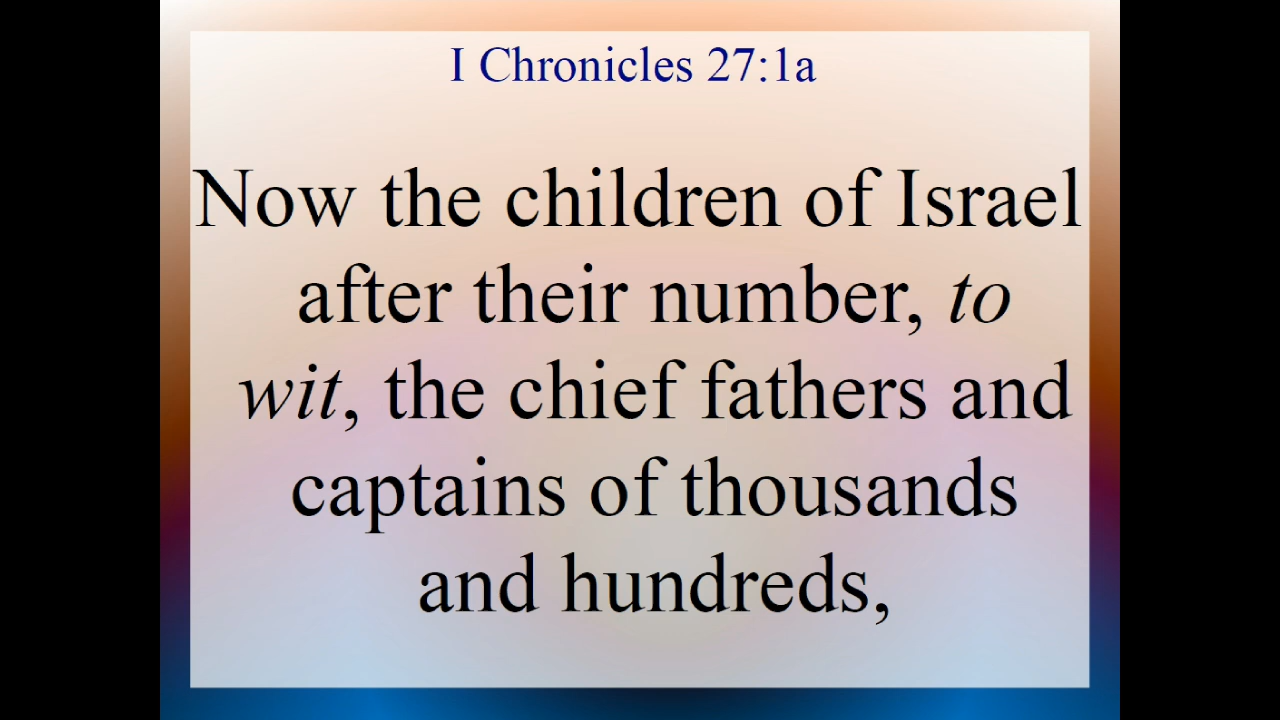 I Chronicles 27:1a
Now the children of Israel
after their number, to
wit, the chief fathers and
captains of thousands
and hundreds,